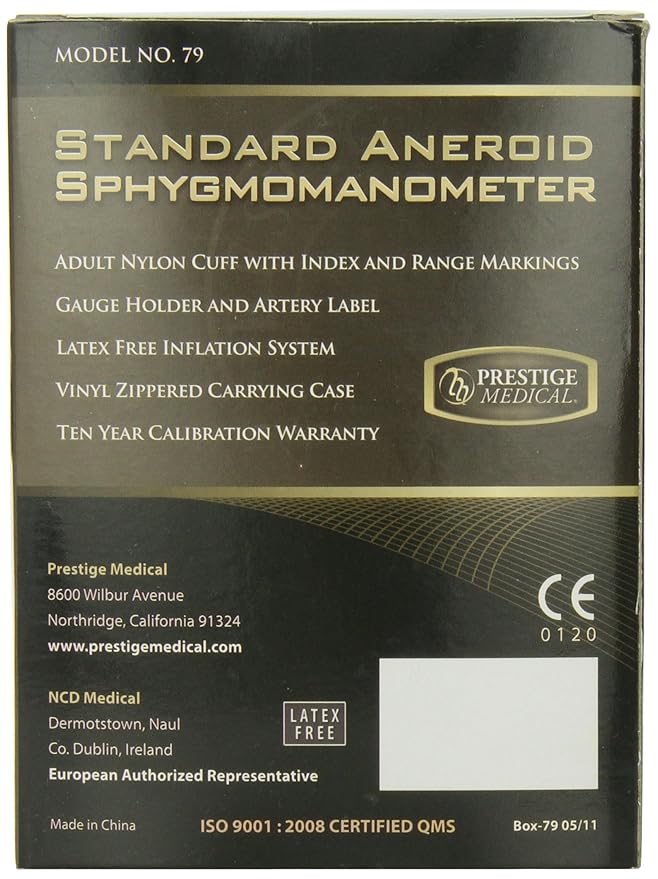 MODEL NO. 79
STANDARD ANEROID
SPHYGMOMANOMETER
ADULT NYLON CUFF WITH INDEX AND RANGE MARKINGS
GAUGE HOLDER AND ARTERY LABEL
LATEX FREE INFLATION SYSTEM
VINYL ZIPPERED CARRYING CASE
TEN YEAR CALIBRATION WARRANTY
PRESTIGE
MEDICAL®
Prestige Medical
8600 Wilbur Avenue
Northridge, California 91324
www.prestigemedical.com
CE
0120
NCD Medical
Dermotstown, Naul
Co. Dublin, Ireland
European Authorized Representative
LATEX
FREE
Made in China
ISO 9001 : 2008 CERTIFIED QMS
Box-79 05/11